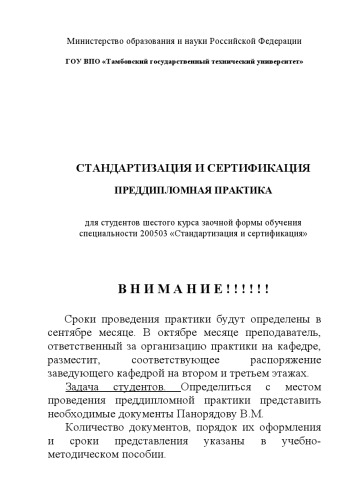 Министерство образования и науки Российской Федерации
ГОУ ВПО «Тамбовский государственный технический университет»
СТАНДАРТИЗАЦИЯ И СЕРТИФИКАЦИЯ
ПРЕДДИПЛОМНАЯ ПРАКТИКА
для студентов шестого курса заочной формы обучения
специальности 200503 «Стандартизация и сертификация»
В Н И М А Н И Е ! ! ! ! ! !
Сроки проведения практики будут определены в
сентябре месяце. В октябре месяце преподаватель,
ответственный за организацию практики на кафедре,
разместит, соответствующее распоряжение
заведующего кафедрой на втором и третьем этажах.
Задача студентов. Определиться с местом
проведения преддипломной практики представить
необходимые документы Панорядову В.М.
Количество документов, порядок их оформления
и сроки представления указаны в учебно-
методическом пособии.